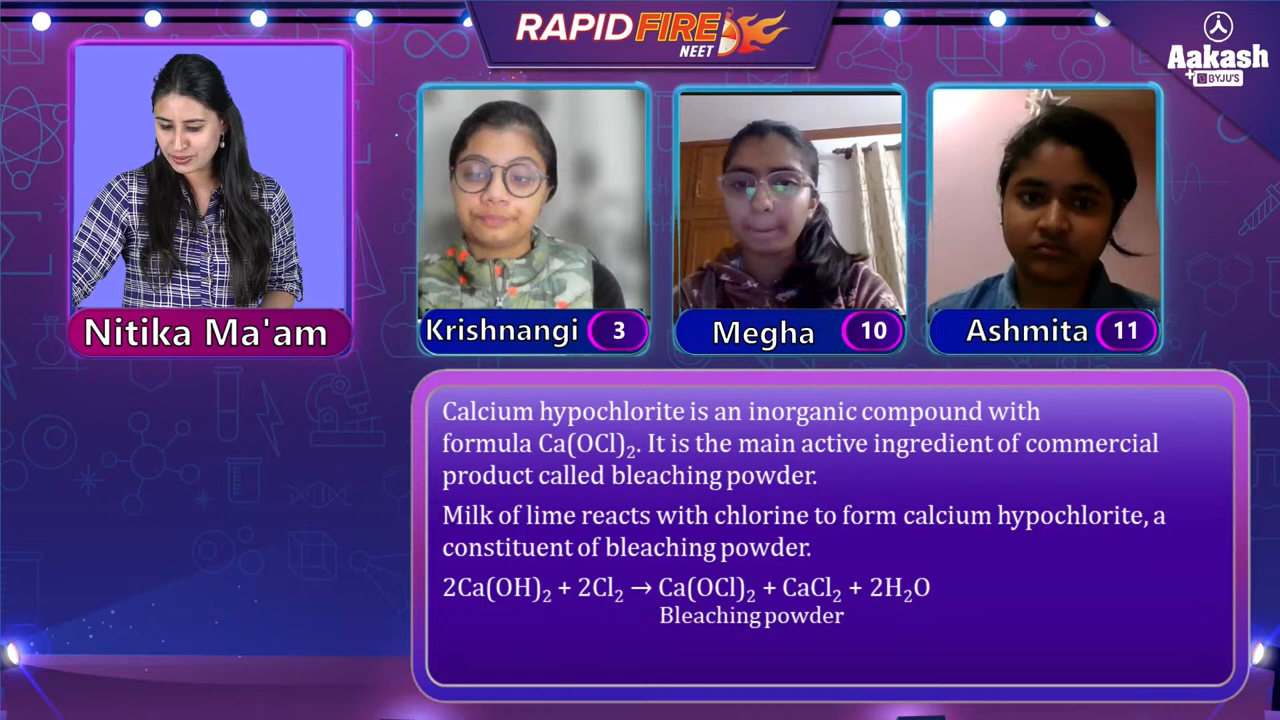 RAPID FIRE
NEET
Aakash
+ BYJU'S
Nitika Ma'am
Krishnangi 3
Megha 10
Ashmita 11
Calcium hypochlorite is an inorganic compound with
formula Ca(OCl)₂. It is the main active ingredient of commercial
product called bleaching powder.
Milk of lime reacts with chlorine to form calcium hypochlorite, a
constituent of bleaching powder.
2Ca(OH)₂ + 2Cl₂ → Ca(OCl)₂ + CaCl₂ + 2H₂O
Bleaching powder